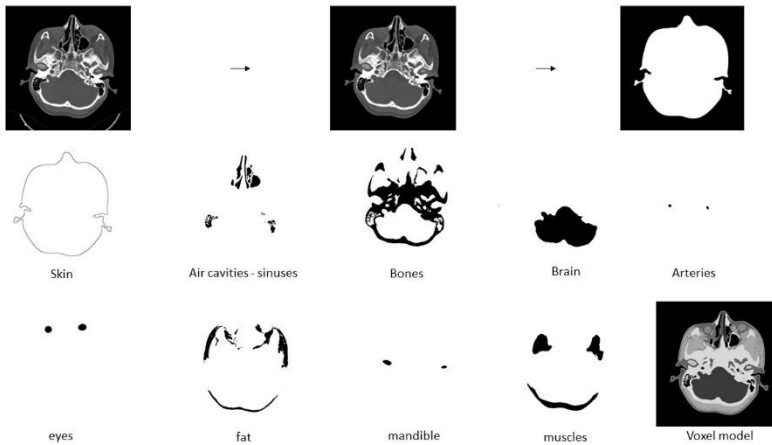 Skin
Air cavities - sinuses
Bones
Brain
Arteries
eyes
fat
mandible
muscles
Voxel model